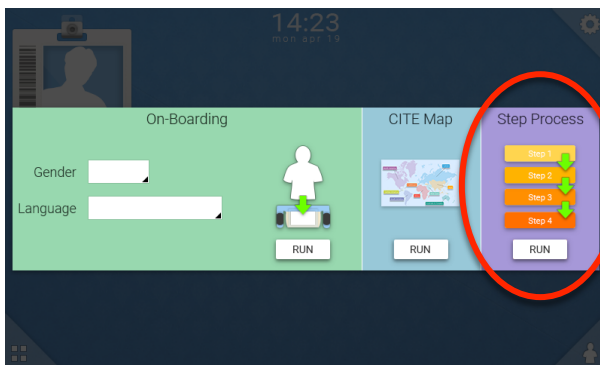 14:23
mon apr 19
On-Boarding
Gender
Language
RUN
CITE Map
RUN
Step Process
Step 1
Step 2
Step 3
Step 4
RUN